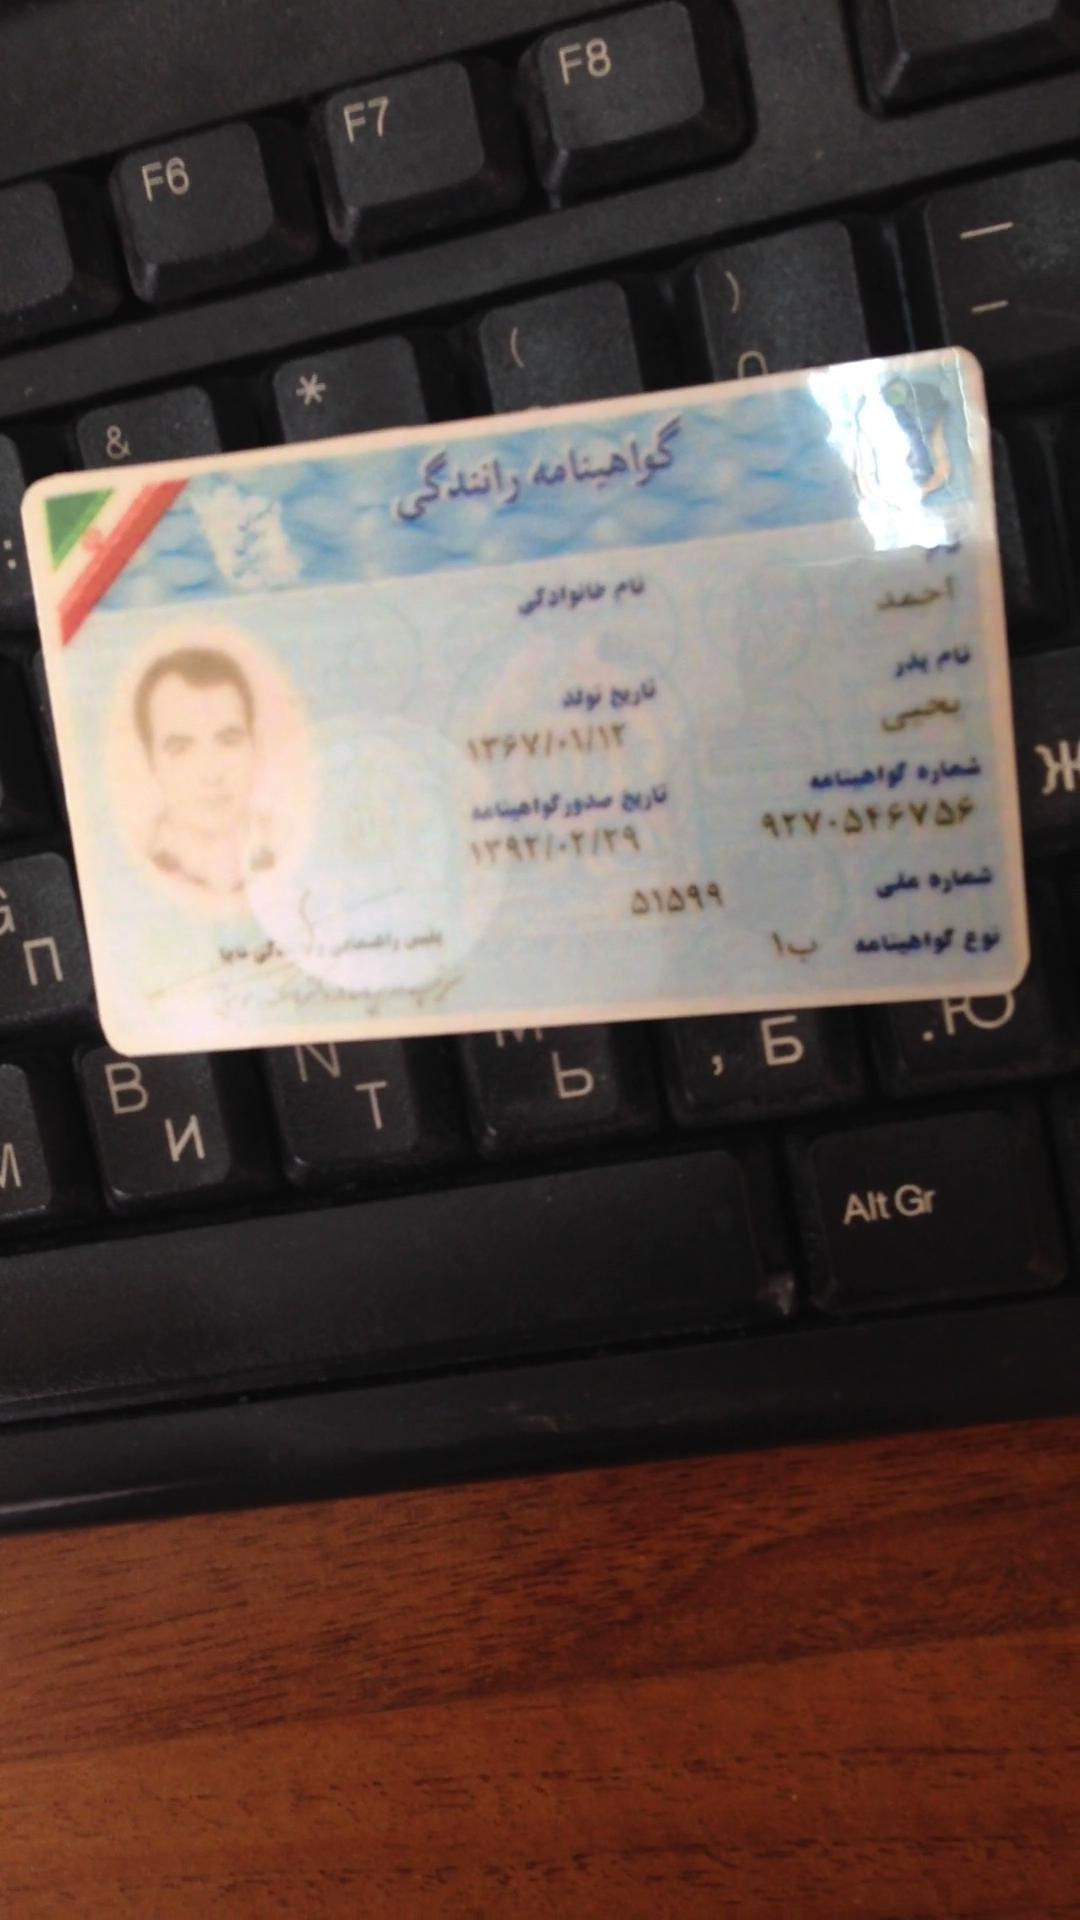 F6 F7 F8
& * ( ) —
گواهینامه رانندگی
نام
احمد
نام خانوادگی
نام پدر
یحیی
تاریخ تولد
۱۳۶۷/۰۱/۱۲
شماره گواهینامه
۹۲۷۰۵۴۶۷۵۶
تاریخ صدور گواهینامه
۱۳۹۲/۰۲/۲۹
شماره ملی
۵۱۵۹۹
نوع گواهینامه ب۱
پلیس راهنمایی و رانندگی ناجا
Ж
G П
B И N T M Ь , Б . Ю
Alt Gr